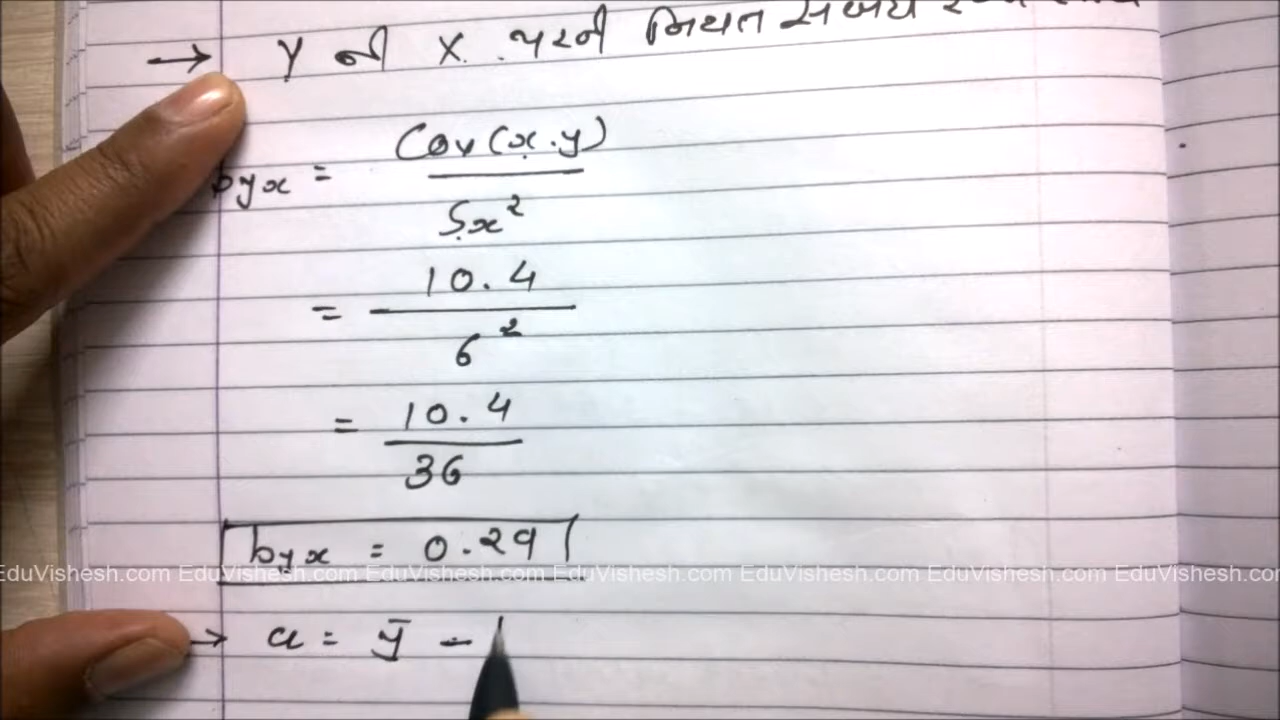 → Y ની X પરની નિયત સંબંધ
byx = Cov(x.y)
Sx²
= 10.4
6²
= 10.4
36
byx = 0.29
EduVishesh.com EduVishesh.com EduVishesh.com EduVishesh.com EduVishesh.com EduVishesh.com EduVishesh.com
→ a = ȳ -